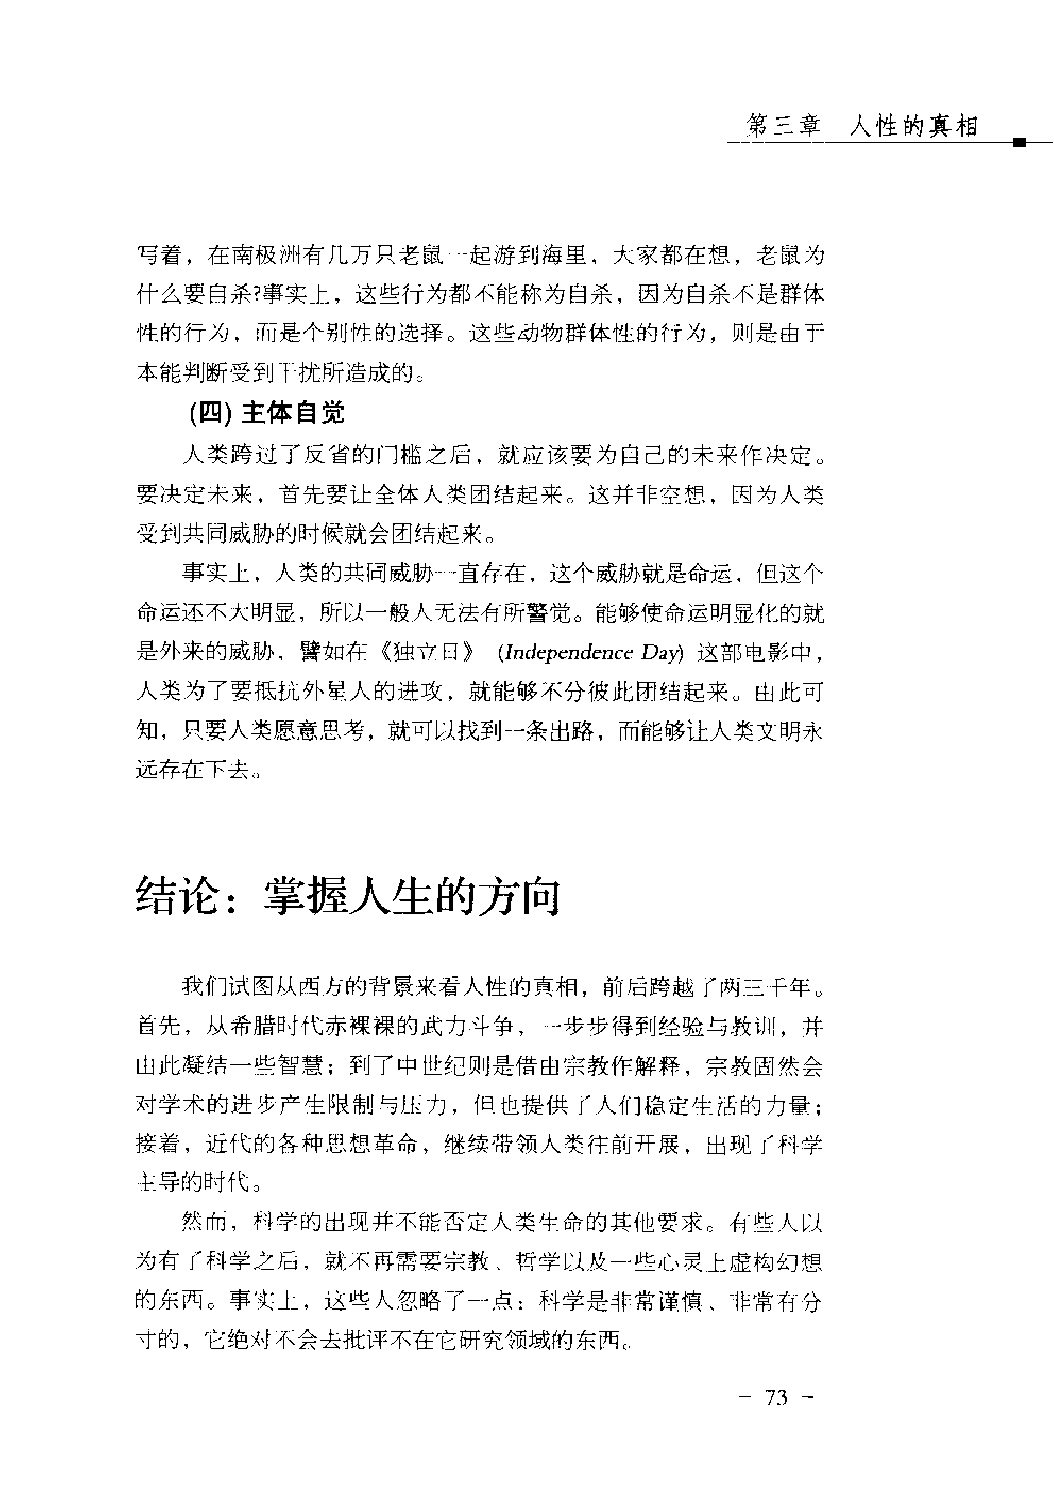 第三章 人性的真相
写着，在南极洲有几万只老鼠一起游到海里，大家都在想，老鼠为
什么要自杀?事实上，这些行为都不能称为自杀，因为自杀不是群体
性的行为，而是个别性的选择。这些动物群体性的行为，则是由于
本能判断受到干扰所造成的。
(四) 主体自觉
人类跨过了反省的门槛之后，就应该要为自己的未来作决定。
要决定未来，首先要让全体人类团结起来。这并非空想，因为人类
受到共同威胁的时候就会团结起来。
事实上，人类的共同威胁一直存在，这个威胁就是命运，但这个
命运还不大明显，所以一般人无法有所警觉。能够使命运明显化的就
是外来的威胁，譬如在《独立日》 (Independence Day) 这部电影中，
人类为了要抵抗外星人的进攻，就能够不分彼此团结起来。由此可
知，只要人类愿意思考，就可以找到一条出路，而能够让人类文明永
远存在下去。
结论：掌握人生的方向
我们试图从西方的背景来看人性的真相，前后跨越了两三千年。
首先，从希腊时代赤裸裸的武力斗争，一步步得到经验与教训，并
由此凝结一些智慧；到了中世纪则是借由宗教作解释，宗教固然会
对学术的进步产生限制与压力，但也提供了人们稳定生活的力量；
接着，近代的各种思想革命，继续带领人类往前开展，出现了科学
主导的时代。
然而，科学的出现并不能否定人类生命的其他要求。有些人以
为有了科学之后，就不再需要宗教、哲学以及一些心灵上虚构幻想
的东西。事实上，这些人忽略了一点：科学是非常谨慎、非常有分
寸的，它绝对不会去批评不在它研究领域的东西。
- 73 -